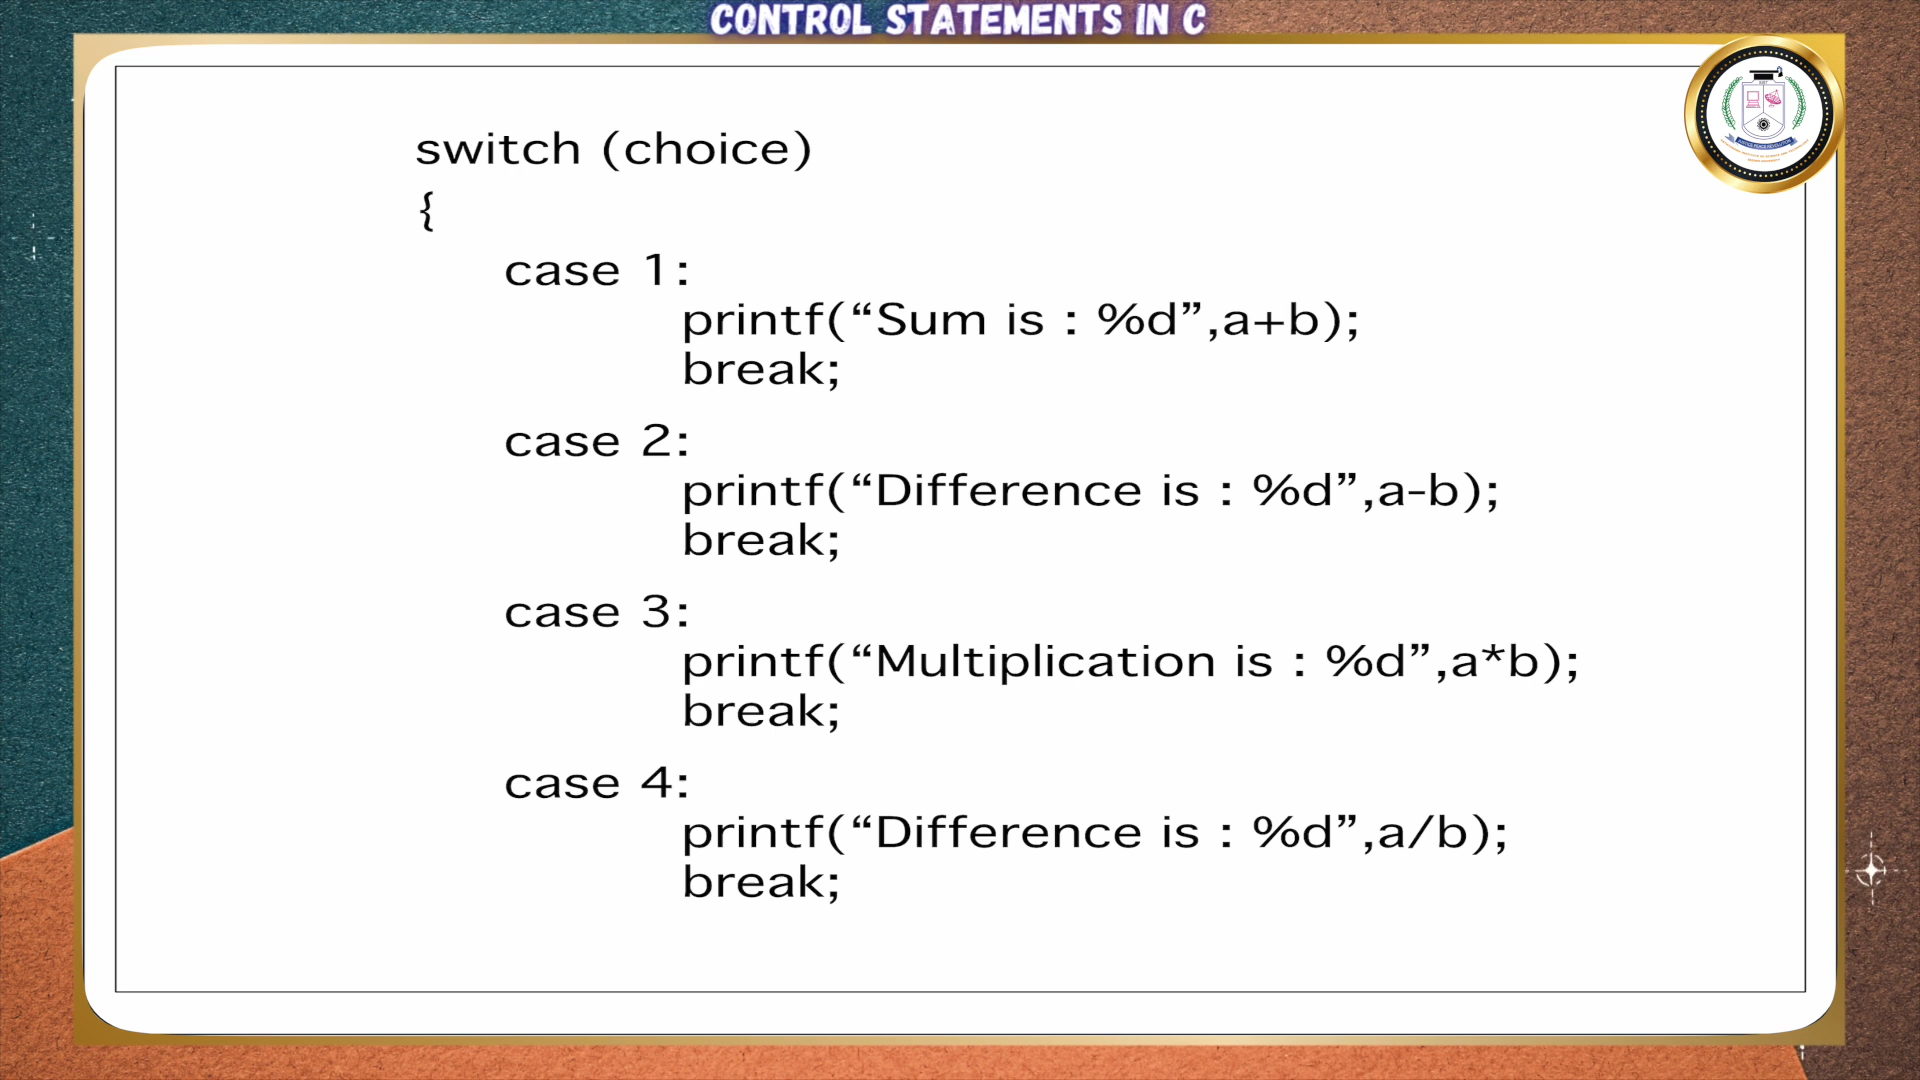 CONTROL STATEMENTS IN C
switch (choice)
{
case 1:
printf(“Sum is : %d”,a+b);
break;
case 2:
printf(“Difference is : %d”,a-b);
break;
case 3:
printf(“Multiplication is : %d”,a*b);
break;
case 4:
printf(“Difference is : %d”,a/b);
break;